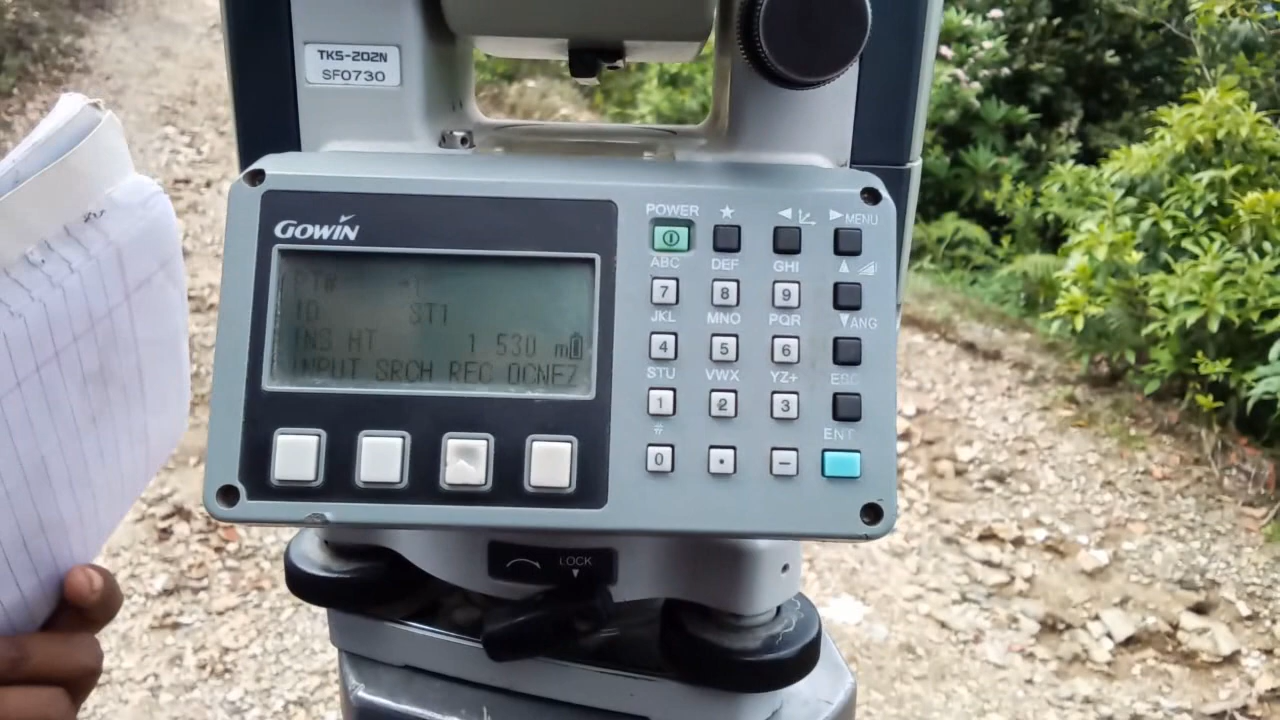 TKS-202N
SF0730
GOWIN
PT# →1
ID ST1
INS.HT 1.530 m
INPUT SRCH REC OCNEZ
POWER ★ ◄ ► MENU
ABC DEF GHI ▲
7 8 9
JKL MNO PQR ▼ ANG
4 5 6
STU VWX YZ+ ESC
1 2 3
# ENT
0 . −
LOCK